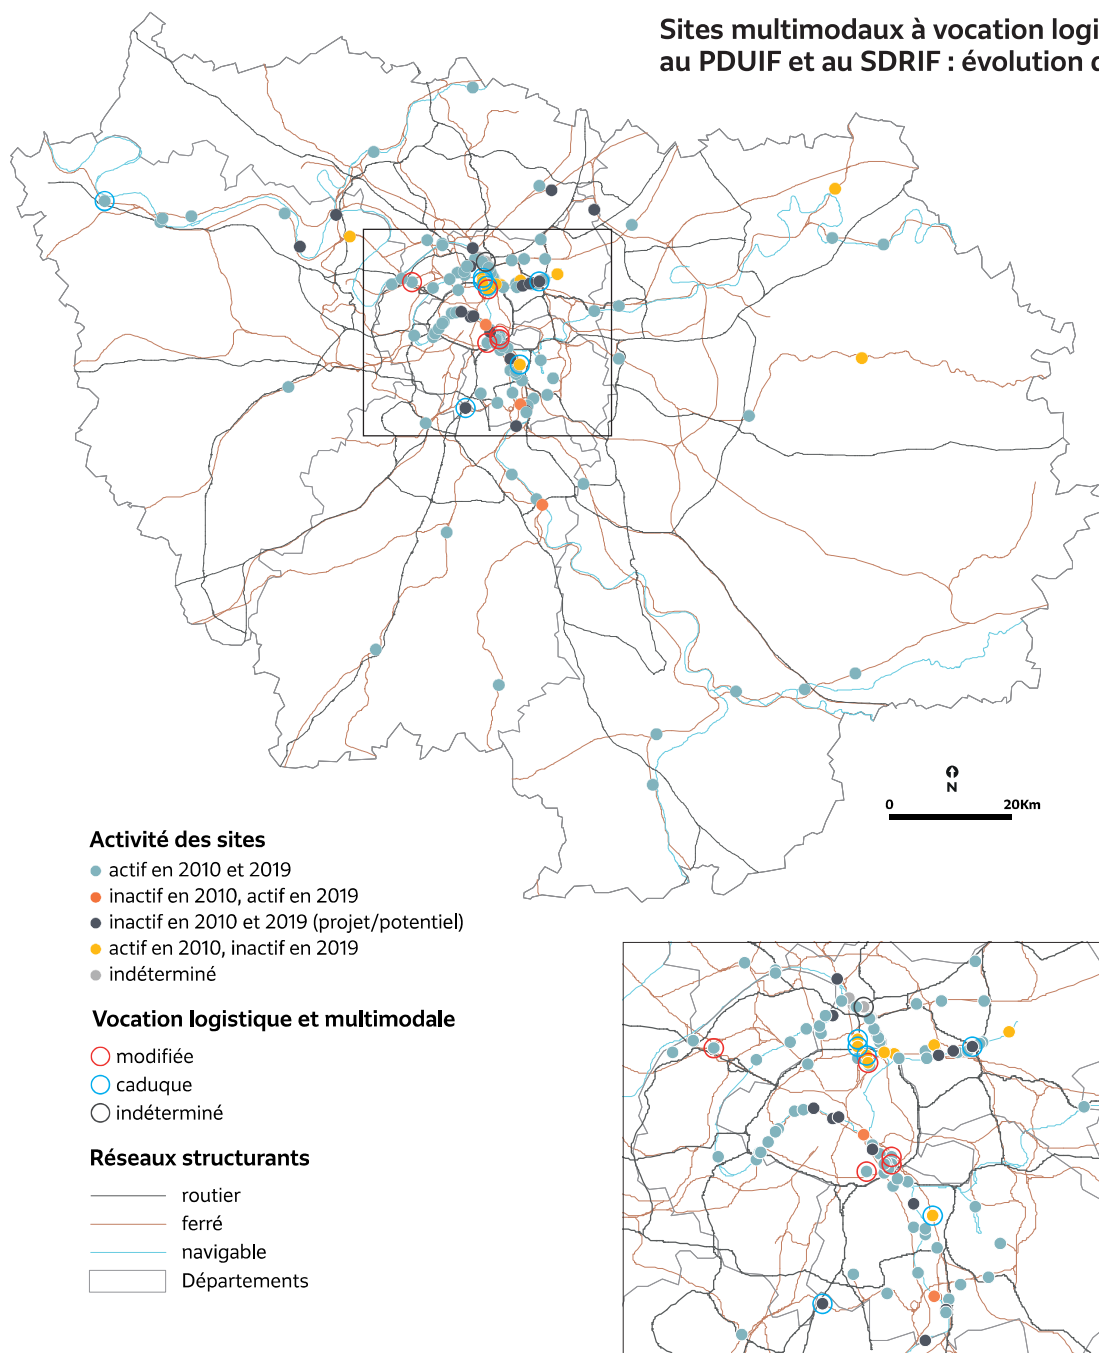 Sites multimodaux à vocation logi
au PDUIF et au SDRIF : évolution
N
0 20Km
Activité des sites
actif en 2010 et 2019
inactif en 2010, actif en 2019
inactif en 2010 et 2019 (projet/potentiel)
actif en 2010, inactif en 2019
indéterminé
Vocation logistique et multimodale
modifiée
caduque
indéterminé
Réseaux structurants
routier
ferré
navigable
Départements